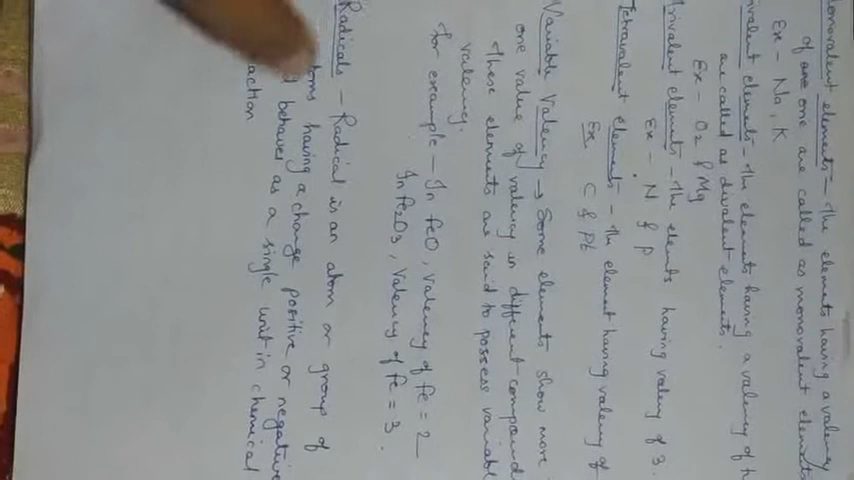 Monovalent elements - The elements having a valency
of one one are called as monovalent elements
Ex - Na, K
Divalent elements - The elements having a valency of
are called as divalent elements.
Ex - O2 & Mg
Trivalent elements - The elements having valency of 3.
Ex - N & P
Tetravalent elements - The element having valency of
Ex C & Pb
Variable Valency → Some elements show more
one value of valency in different compounds
These elements are said to possess variable
valency.
For example - In FeO, Valency of Fe = 2
In Fe2O3, Valency of Fe = 3.
Radicals - Radical is an atom or group of
having a charge positive or negative
behaves as a single unit in chemical